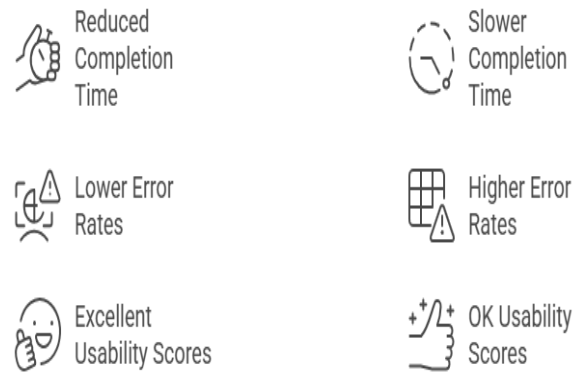 Reduced
Completion
Time
Slower
Completion
Time
Lower Error
Rates
Higher Error
Rates
Excellent
Usability Scores
OK Usability
Scores